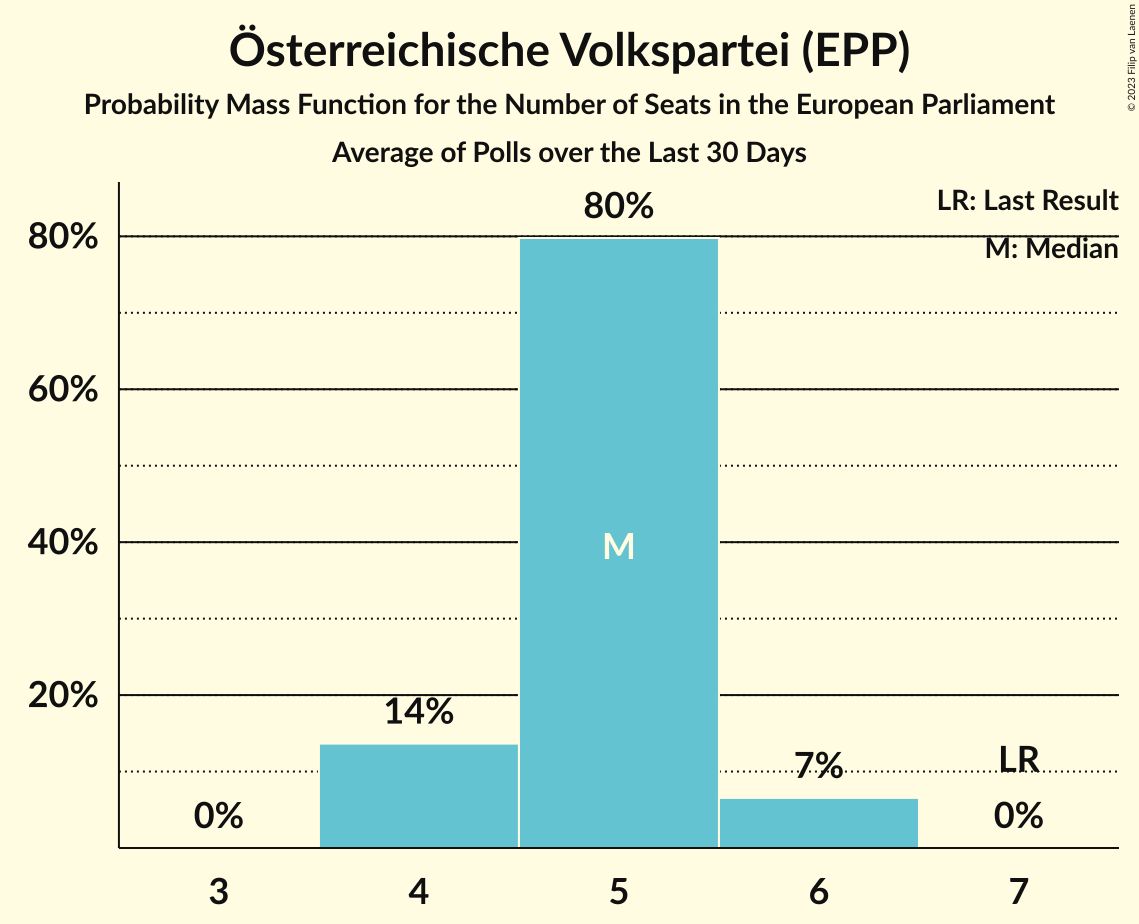 Österreichische Volkspartei (EPP)
Probability Mass Function for the Number of Seats in the European Parliament
Average of Polls over the Last 30 Days
© 2023 Filip van Laenen
LR: Last Result
M: Median
80%
80%
60%
40%
20%
M
14%
7%
LR
0%
0%
3 4 5 6 7